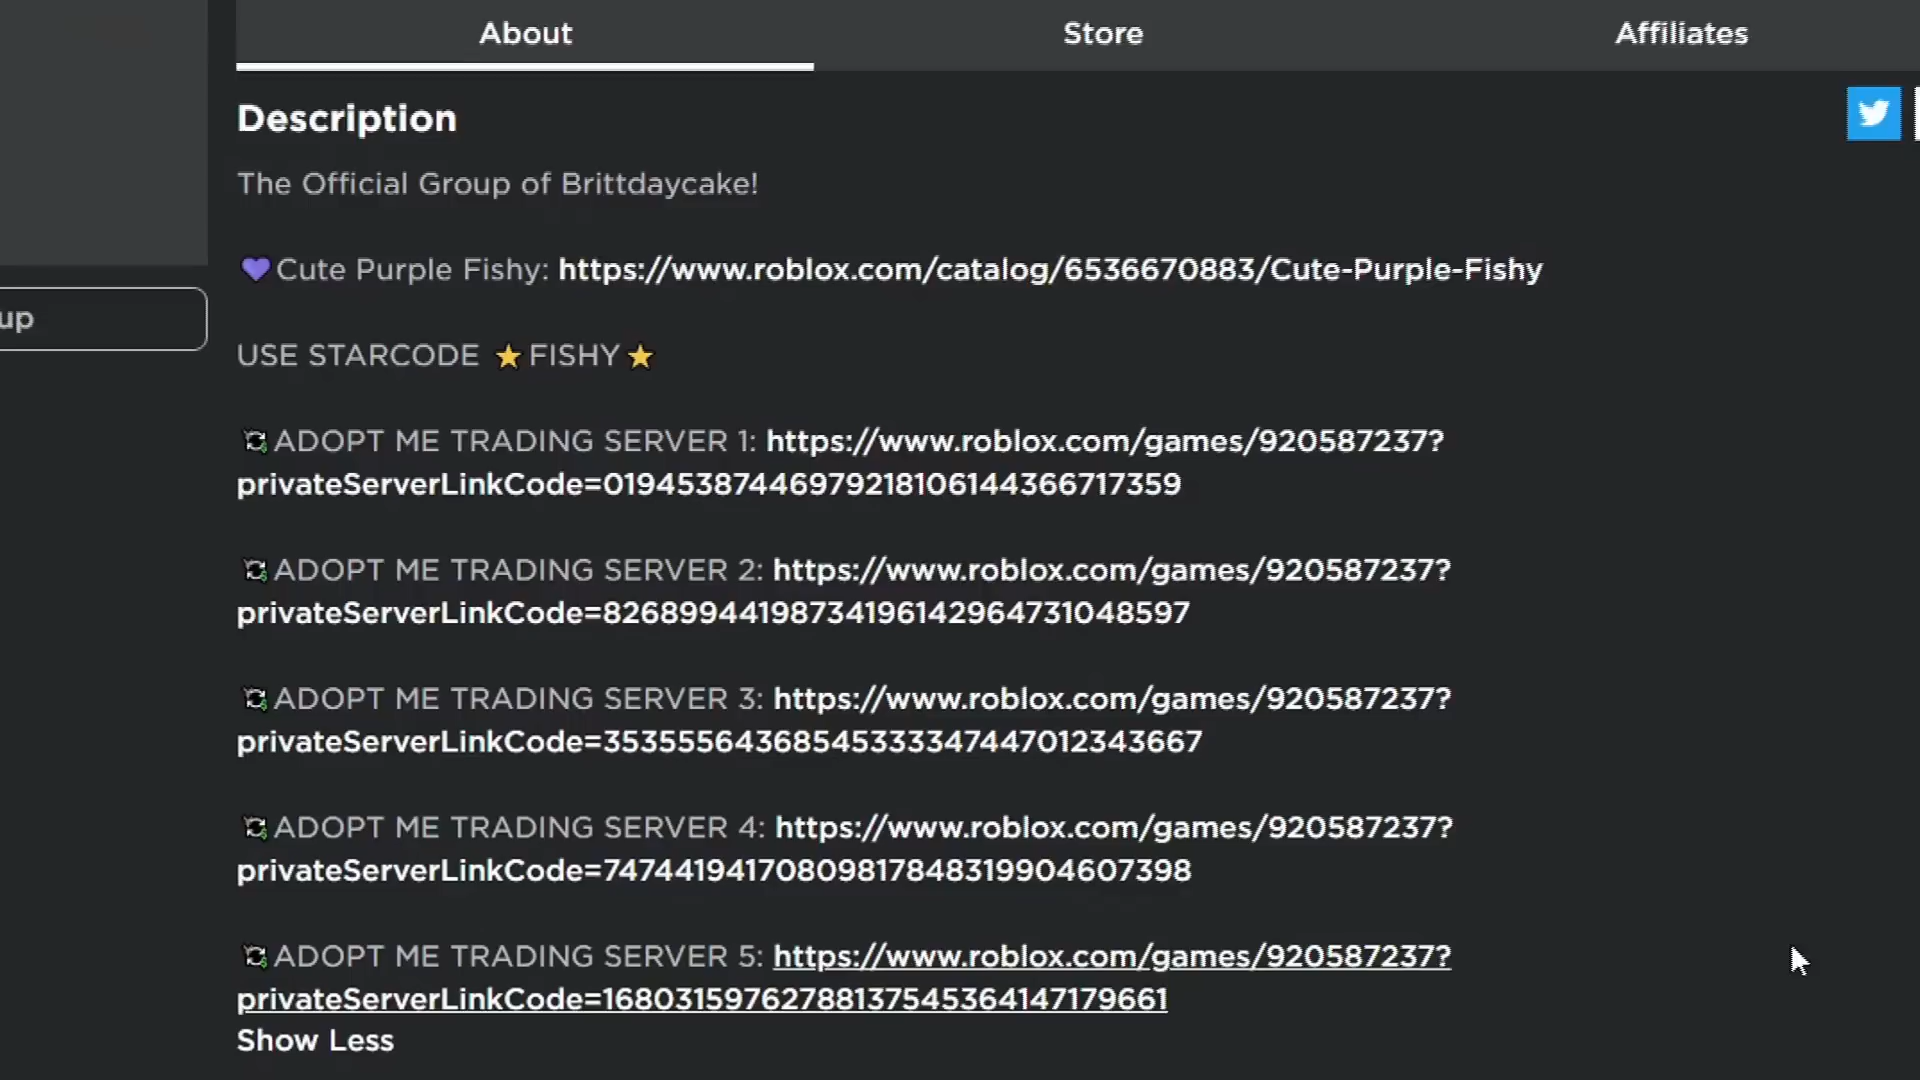 About Store Affiliates
Description
The Official Group of Brittdaycake!
💜Cute Purple Fishy: https://www.roblox.com/catalog/6536670883/Cute-Purple-Fishy
up
USE STARCODE ⭐FISHY⭐
ADOPT ME TRADING SERVER 1: https://www.roblox.com/games/920587237?
privateServerLinkCode=01945387446979218106144366717359
ADOPT ME TRADING SERVER 2: https://www.roblox.com/games/920587237?
privateServerLinkCode=82689944198734196142964731048597
ADOPT ME TRADING SERVER 3: https://www.roblox.com/games/920587237?
privateServerLinkCode=35355564368545333347447012343667
ADOPT ME TRADING SERVER 4: https://www.roblox.com/games/920587237?
privateServerLinkCode=74744194170809817848319904607398
ADOPT ME TRADING SERVER 5: https://www.roblox.com/games/920587237?
privateServerLinkCode=16803159762788137545364147179661
Show Less